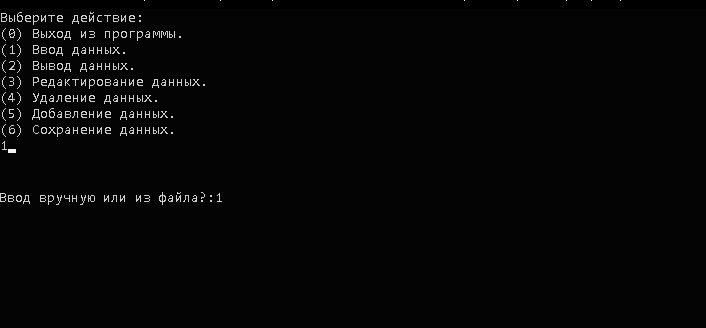 Выберите действие:
(0) Выход из программы.
(1) Ввод данных.
(2) Вывод данных.
(3) Редактирование данных.
(4) Удаление данных.
(5) Добавление данных.
(6) Сохранение данных.
1
Ввод вручную или из файла?:1